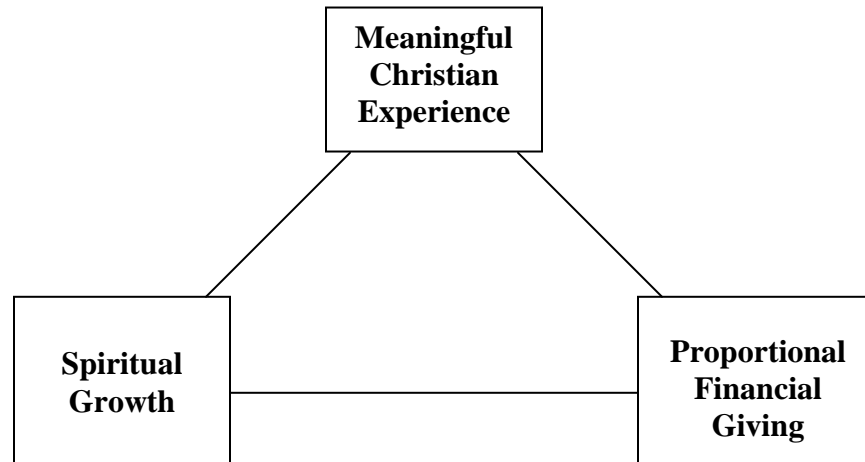 Meaningful
Christian
Experience
Spiritual
Growth
Proportional
Financial
Giving